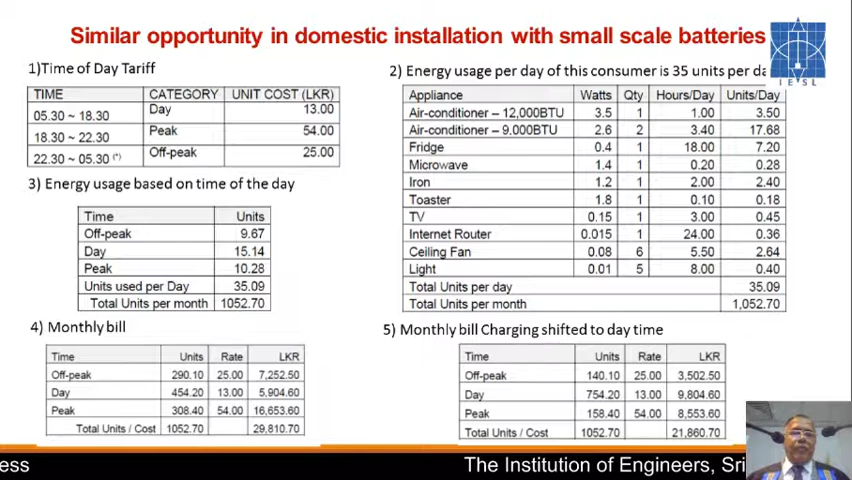 Similar opportunity in domestic installation with small scale batteries
I E S L
1)Time of Day Tariff
TIME CATEGORY UNIT COST (LKR)
05.30 ~ 18.30 Day 13.00
18.30 ~ 22.30 Peak 54.00
22.30 ~ 05.30 (*) Off-peak 25.00
2) Energy usage per day of this consumer is 35 units per da
Appliance Watts Qty Hours/Day Units/Day
Air-conditioner – 12,000BTU 3.5 1 1.00 3.50
Air-conditioner – 9.000BTU 2.6 2 3.40 17.68
Fridge 0.4 1 18.00 7.20
Microwave 1.4 1 0.20 0.28
Iron 1.2 1 2.00 2.40
Toaster 1.8 1 0.10 0.18
TV 0.15 1 3.00 0.45
Internet Router 0.015 1 24.00 0.36
Ceiling Fan 0.08 6 5.50 2.64
Light 0.01 5 8.00 0.40
Total Units per day 35.09
Total Units per month 1,052.70
3) Energy usage based on time of the day
Time Units
Off-peak 9.67
Day 15.14
Peak 10.28
Units used per Day 35.09
Total Units per month 1052.70
4) Monthly bill
Time Units Rate LKR
Off-peak 290.10 25.00 7,252.50
Day 454.20 13.00 5,904.60
Peak 308.40 54.00 16,653.60
Total Units / Cost 1052.70 29,810.70
5) Monthly bill Charging shifted to day time
Time Units Rate LKR
Off-peak 140.10 25.00 3,502.50
Day 754.20 13.00 9,804.60
Peak 158.40 54.00 8,553.60
Total Units / Cost 1052.70 21,860.70
ess The Institution of Engineers, Sri